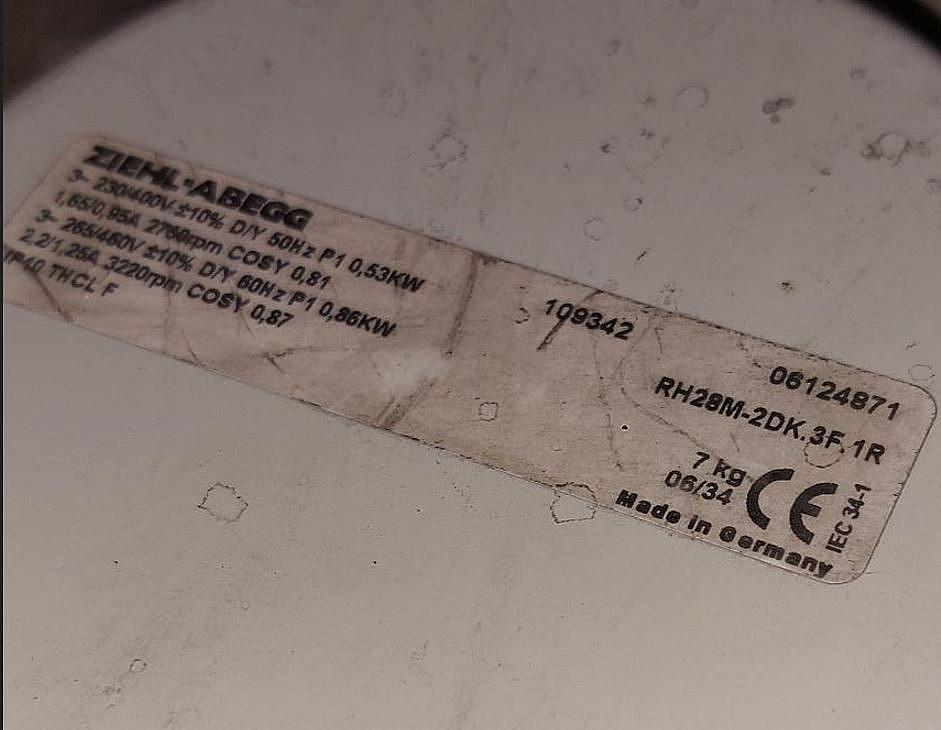 ZIEHL-ABEGG
3~ 230/400V ±10% D/Y 50Hz P1 0,53KW
1,65/0,95A 2760rpm COSY 0,81
3~ 265/460V ±10% D/Y 60Hz P1 0,86KW
2,2/1,25A 3220rpm COSY 0,87
IP40 THCL F
109342
06124871
RH28M-2DK.3F.1R
7 kg
06/34
CE
IEC 34-1
Made in Germany